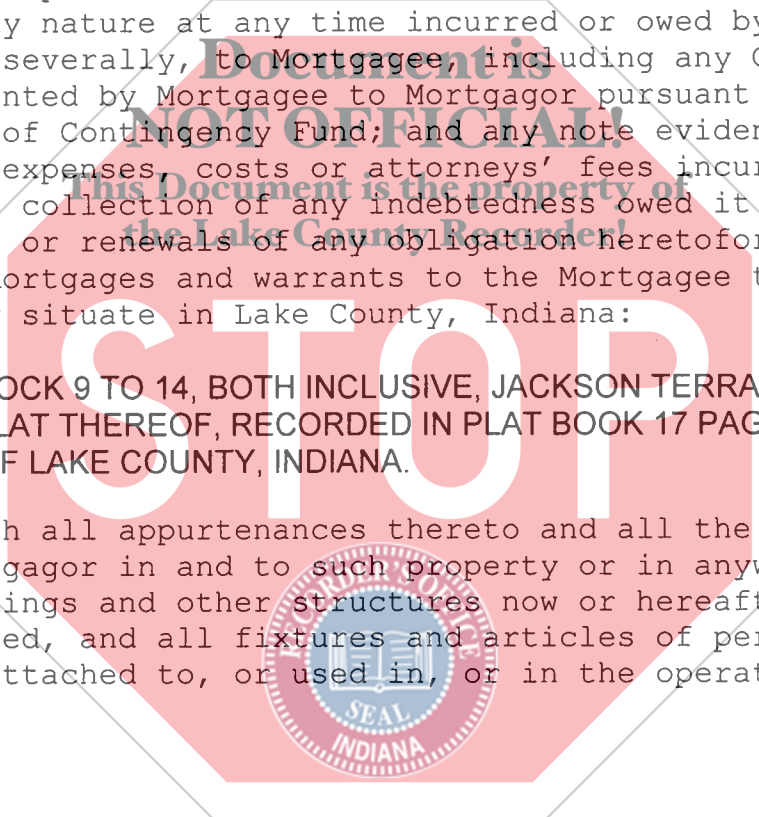 y nature at any time incurred or owed by
severally, to Mortgagee, including any
Document is
nted by Mortgagee to Mortgagor pursuant
NOT OFFICIAL!
of Contingency Fund; and any note eviden
expenses, costs or attorneys' fees incur
This Document is the property of
collection of any indebtedness owed it
the Lake County Recorder!
or renewals of any obligation heretofor
ortgages and warrants to the Mortgagee t
situate in Lake County, Indiana:
STOP
OCK 9 TO 14, BOTH INCLUSIVE, JACKSON TERRA
LAT THEREOF, RECORDED IN PLAT BOOK 17 PAG
F LAKE COUNTY, INDIANA.
h all appurtenances thereto and all the
gagor in and to such property or in anyw
ings and other structures now or hereaft
ed, and all fixtures and articles of per
ttached to, or used in, or in the operat
RECORDER'S OFFICE
SEAL
INDIANA